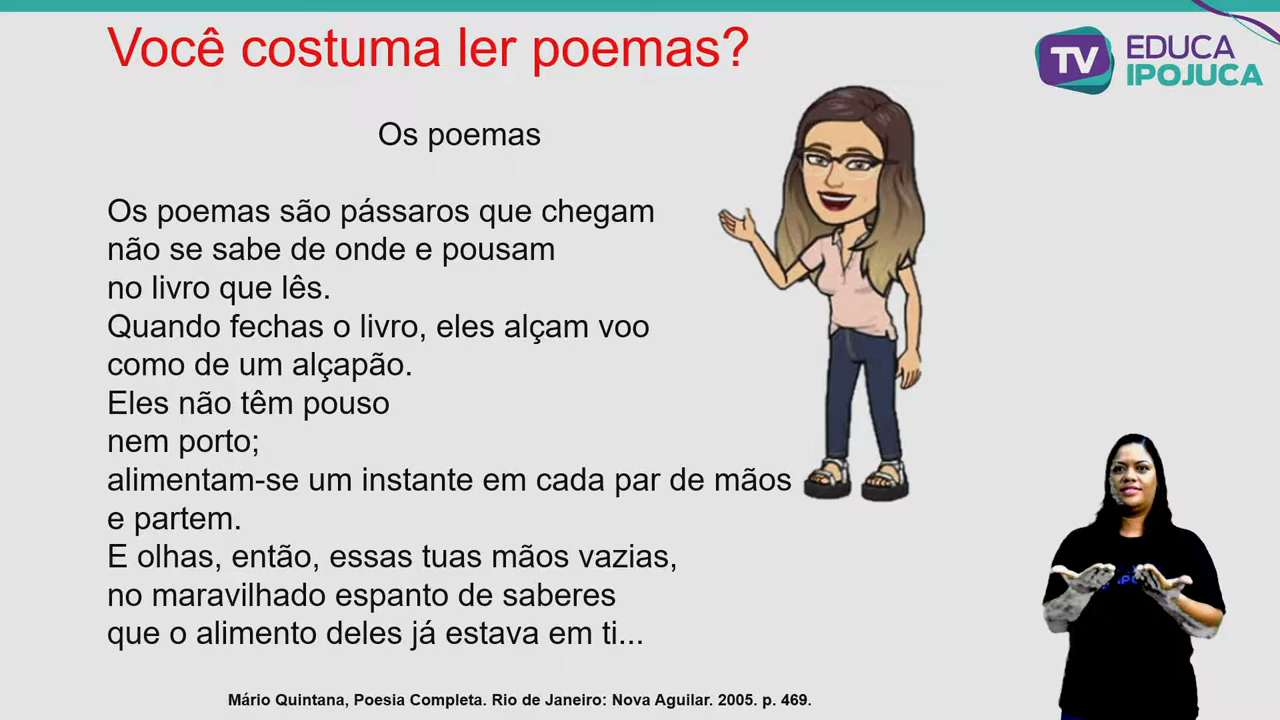 Você costuma ler poemas?
TV EDUCA
IPOJUCA
Os poemas
Os poemas são pássaros que chegam
não se sabe de onde e pousam
no livro que lês.
Quando fechas o livro, eles alçam voo
como de um alçapão.
Eles não têm pouso
nem porto;
alimentam-se um instante em cada par de mãos
e partem.
E olhas, então, essas tuas mãos vazias,
no maravilhado espanto de saberes
que o alimento deles já estava em ti...
Mário Quintana, Poesia Completa. Rio de Janeiro: Nova Aguilar. 2005. p. 469.